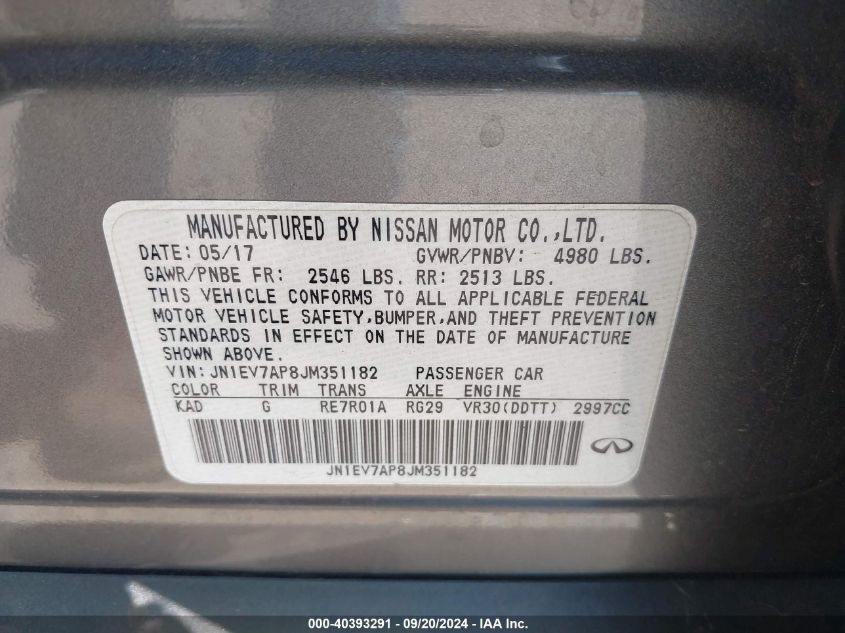 MANUFACTURED BY NISSAN MOTOR CO.,LTD.
DATE: 05/17 GVWR/PNBV: 4980 LBS.
GAWR/PNBE FR: 2546 LBS. RR: 2513 LBS.
THIS VEHICLE CONFORMS TO ALL APPLICABLE FEDERAL
MOTOR VEHICLE SAFETY,BUMPER,AND THEFT PREVENTION
STANDARDS IN EFFECT ON THE DATE OF MANUFACTURE
SHOWN ABOVE.
VIN: JN1EV7AP8JM351182 PASSENGER CAR
COLOR TRIM TRANS AXLE ENGINE
KAD G RE7R01A RG29 VR30(DDTT) 2997CC
JN1EV7AP8JM351182
000-40393291 - 09/20/2024 - IAA Inc.